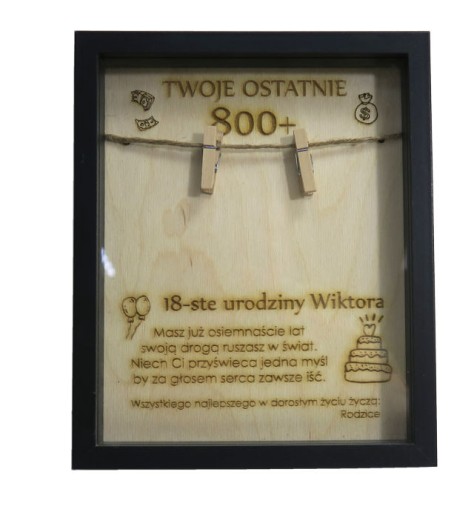 TWOJE OSTATNIE
800+
$
18-ste urodziny Wiktora
Masz już osiemnaście lat
swoją drogą ruszasz w świat.
Niech Ci przyświeca jedna myśl
by za głosem serca zawsze iść.
Wszystkiego najlepszego w dorosłym życiu życzą:
Rodzice